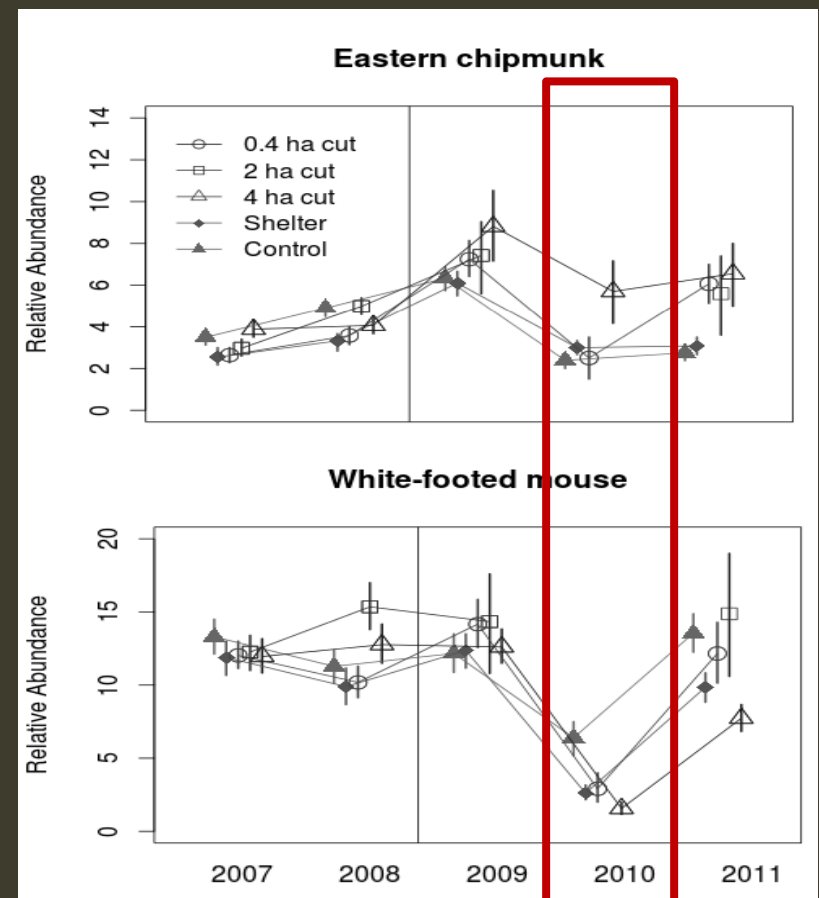 Eastern chipmunk
Relative Abundance
14
12
10
8
6
4
2
0
0.4 ha cut
2 ha cut
4 ha cut
Shelter
Control
White-footed mouse
Relative Abundance
20
15
10
5
0
2007 2008 2009 2010 2011